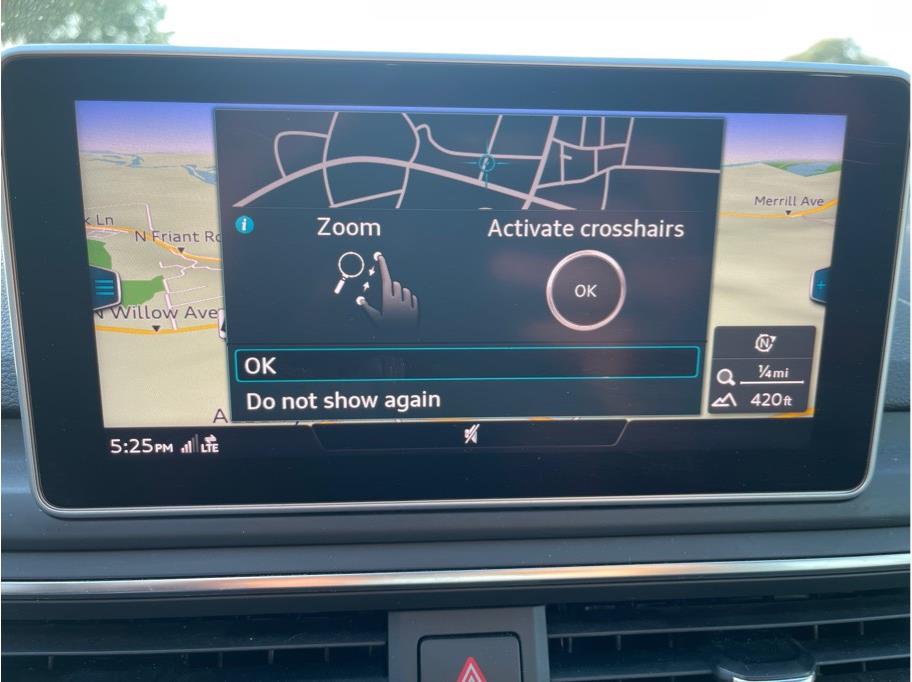 k Ln
N Friant Rd
N Willow Ave
A
Merrill Ave
i
Zoom
Activate crosshairs
OK
OK
Do not show again
N
¼mi
420ft
5:25PM LTE